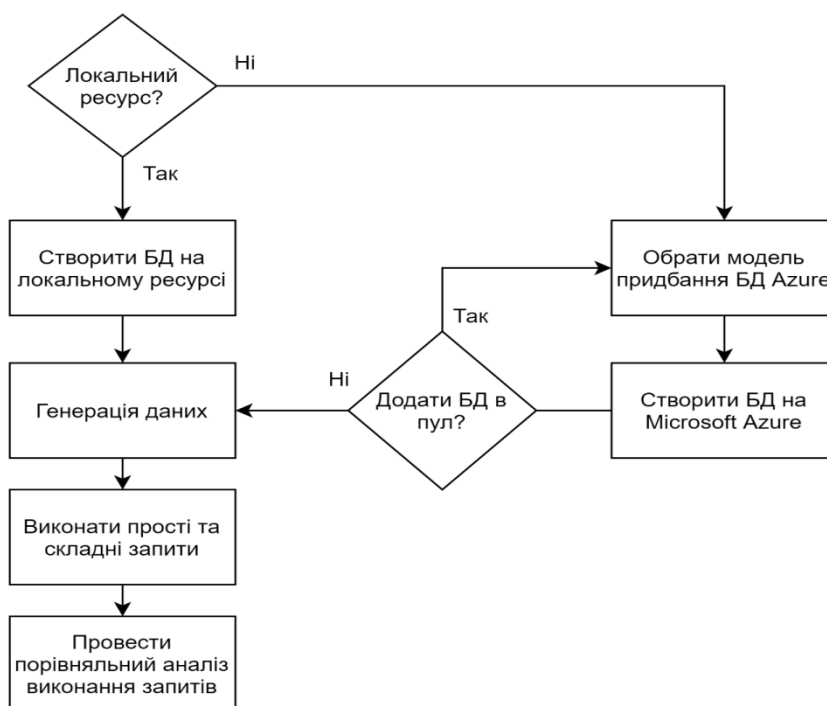 Локальний
ресурс?
Ні
Так
Створити БД на
локальному ресурсі
Обрати модель
придбання БД Azure
Так
Ні
Додати БД в
пул?
Генерація даних
Створити БД на
Microsoft Azure
Виконати прості та
складні запити
Провести
порівняльний аналіз
виконання запитів